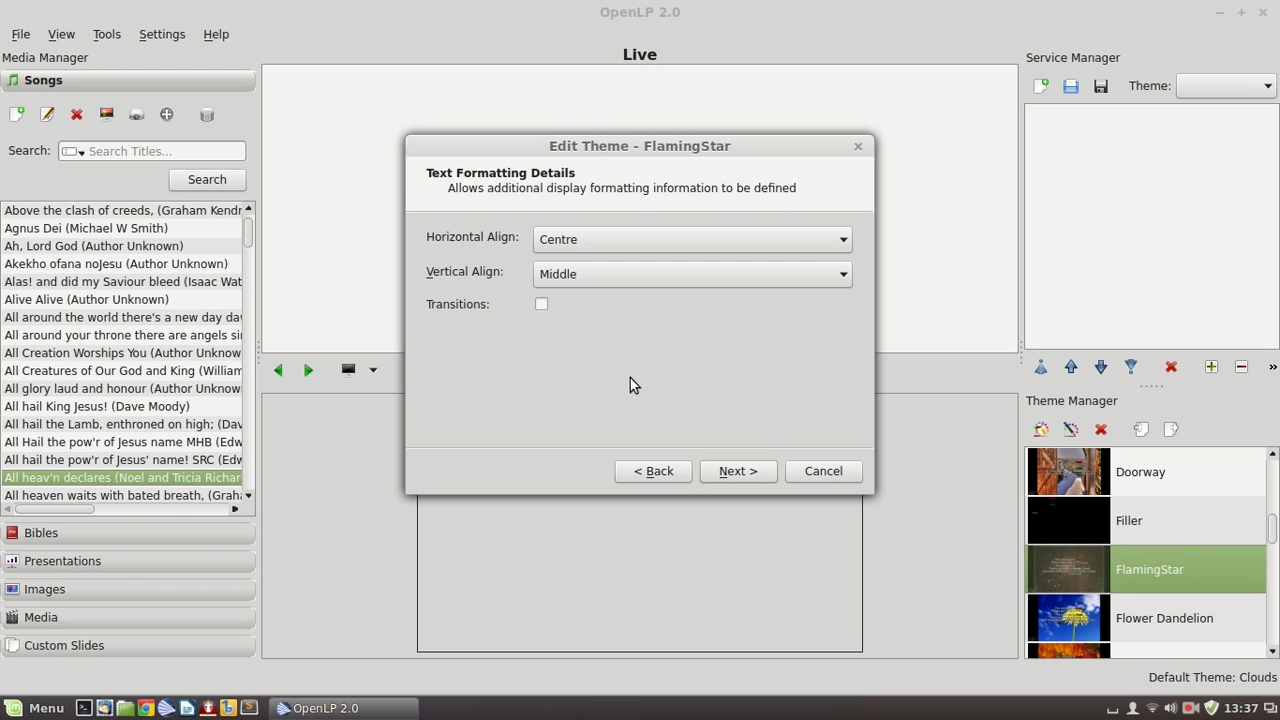 OpenLP 2.0
File View Tools Settings Help
Media Manager
Songs
Search: Search Titles...
Search
Above the clash of creeds, (Graham Kendr
Agnus Dei (Michael W Smith)
Ah, Lord God (Author Unknown)
Akekho ofana noJesu (Author Unknown)
Alas! and did my Saviour bleed (Isaac Wat
Alive Alive (Author Unknown)
All around the world there's a new day da
All around your throne there are angels si
All Creation Worships You (Author Unknow
All Creatures of Our God and King (William
All glory laud and honour (Author Unknow
All hail King Jesus! (Dave Moody)
All hail the Lamb, enthroned on high; (Dav
All Hail the pow'r of Jesus name MHB (Edw
All hail the pow'r of Jesus' name! SRC (Edw
All heav'n declares (Noel and Tricia Richar
All heaven waits with bated breath, (Graha
Bibles
Presentations
Images
Media
Custom Slides
Live
Edit Theme - FlamingStar
Text Formatting Details
Allows additional display formatting information to be defined
Horizontal Align: Centre
Vertical Align: Middle
Transitions:
< Back Next > Cancel
Service Manager
Theme:
»
Theme Manager
Doorway
Filler
FlamingStar
Flower Dandelion
Default Theme: Clouds
Menu OpenLP 2.0 13:37